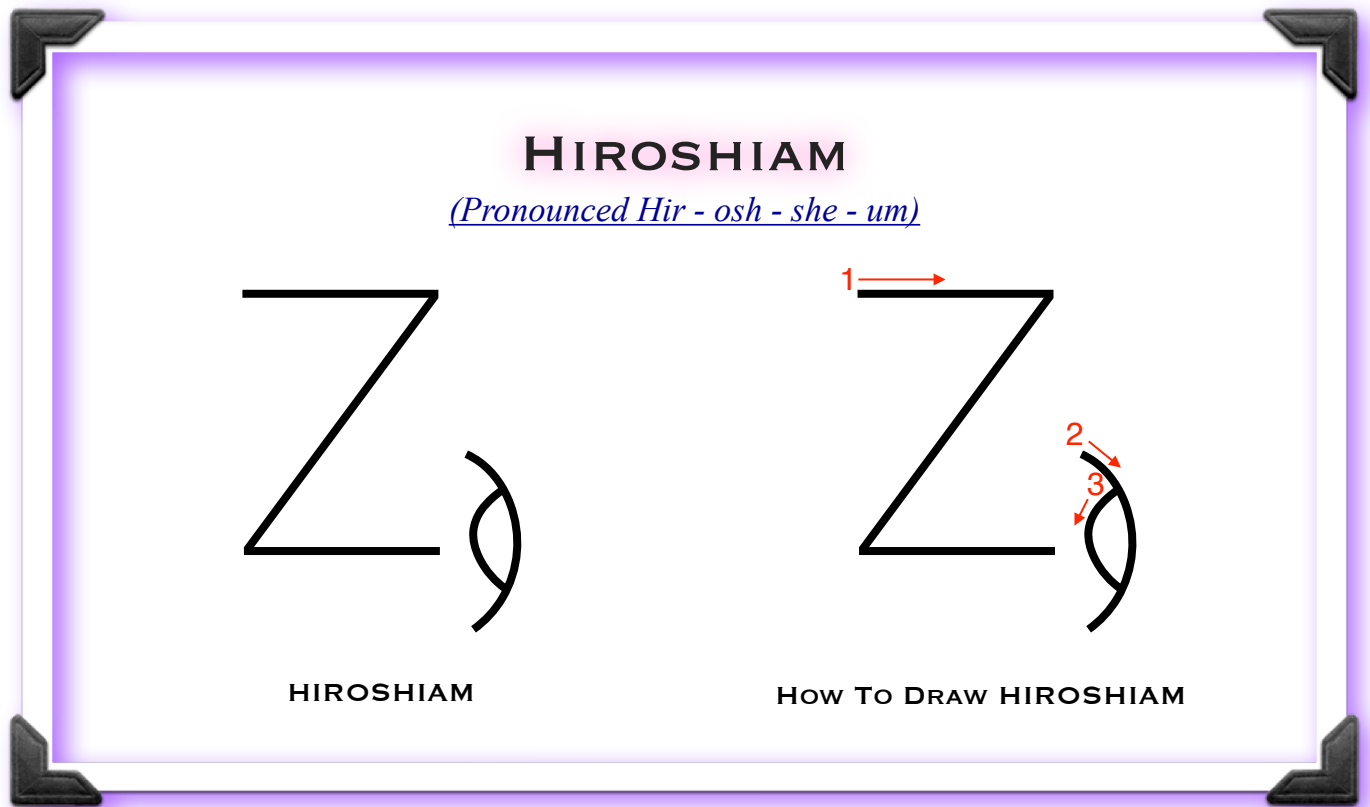 HIROSHIAM
(Pronounced Hir - osh - she - um)
1
2
3
HIROSHIAM
How To Draw HIROSHIAM